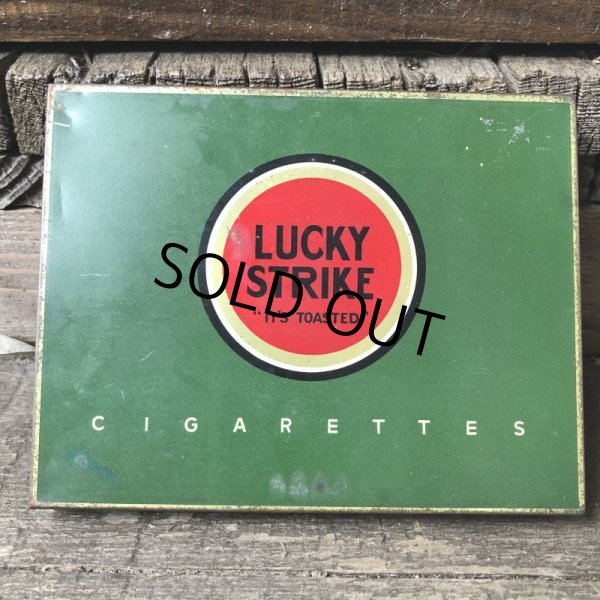 LUCKY
STRIKE
"IT'S TOASTED"
SOLD OUT
CIGARETTES